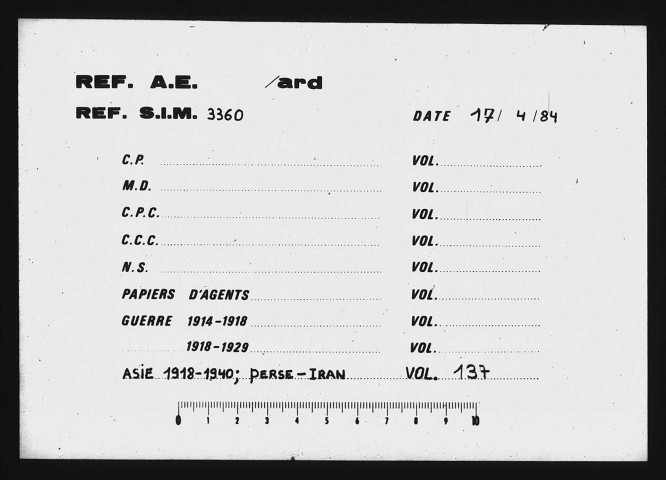 REF. A.E. /ard
REF. S.I.M. 3360 DATE 17/ 4 /84
C.P. VOL.
M.D. VOL.
C.P.C. VOL.
C.C.C. VOL.
N.S. VOL.
PAPIERS D'AGENTS VOL.
GUERRE 1914-1918 VOL.
1918-1929 VOL.
ASIE 1918-1940; PERSE-IRAN VOL. 137
0 1 2 3 4 5 6 7 8 9 10